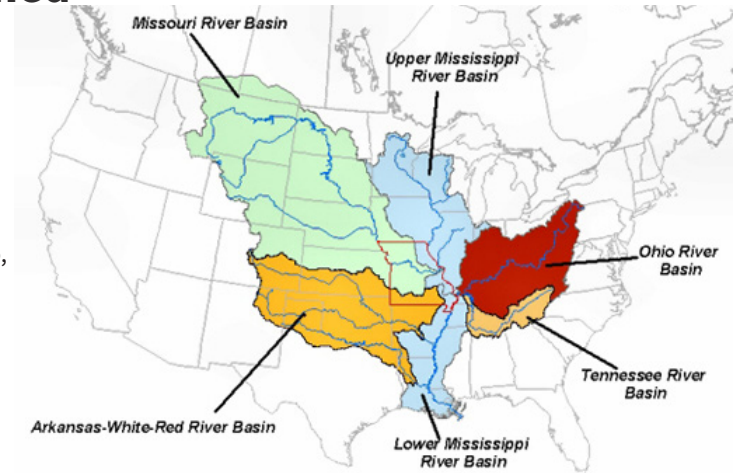 Missouri River Basin
Upper Mississippi
River Basin
Ohio River
Basin
Tennessee River
Basin
Arkansas-White-Red River Basin
Lower Mississippi
River Basin